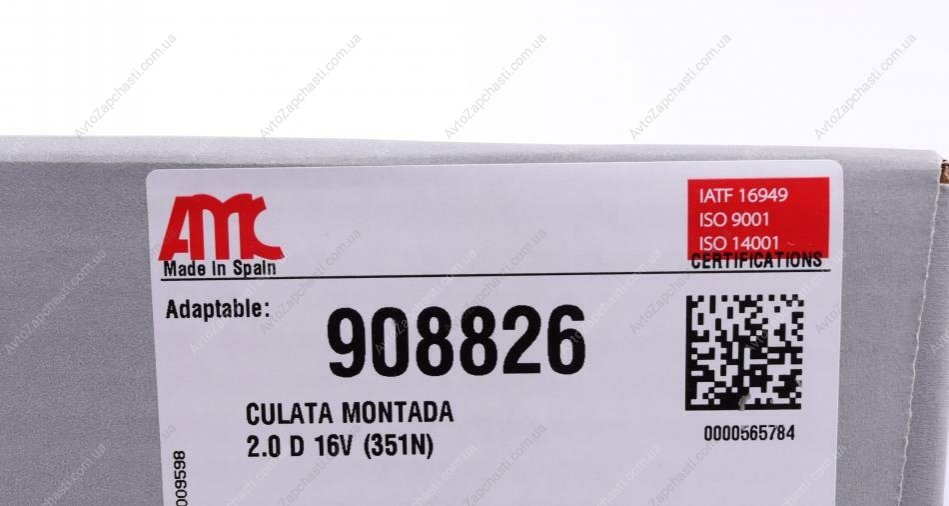 AMC
Made In Spain
IATF 16949
ISO 9001
ISO 14001
CERTIFICATIONS
Adaptable:
908826
CULATA MONTADA
2.0 D 16V (351N)
0000565784
009598
AvtoZapchasti.com.ua